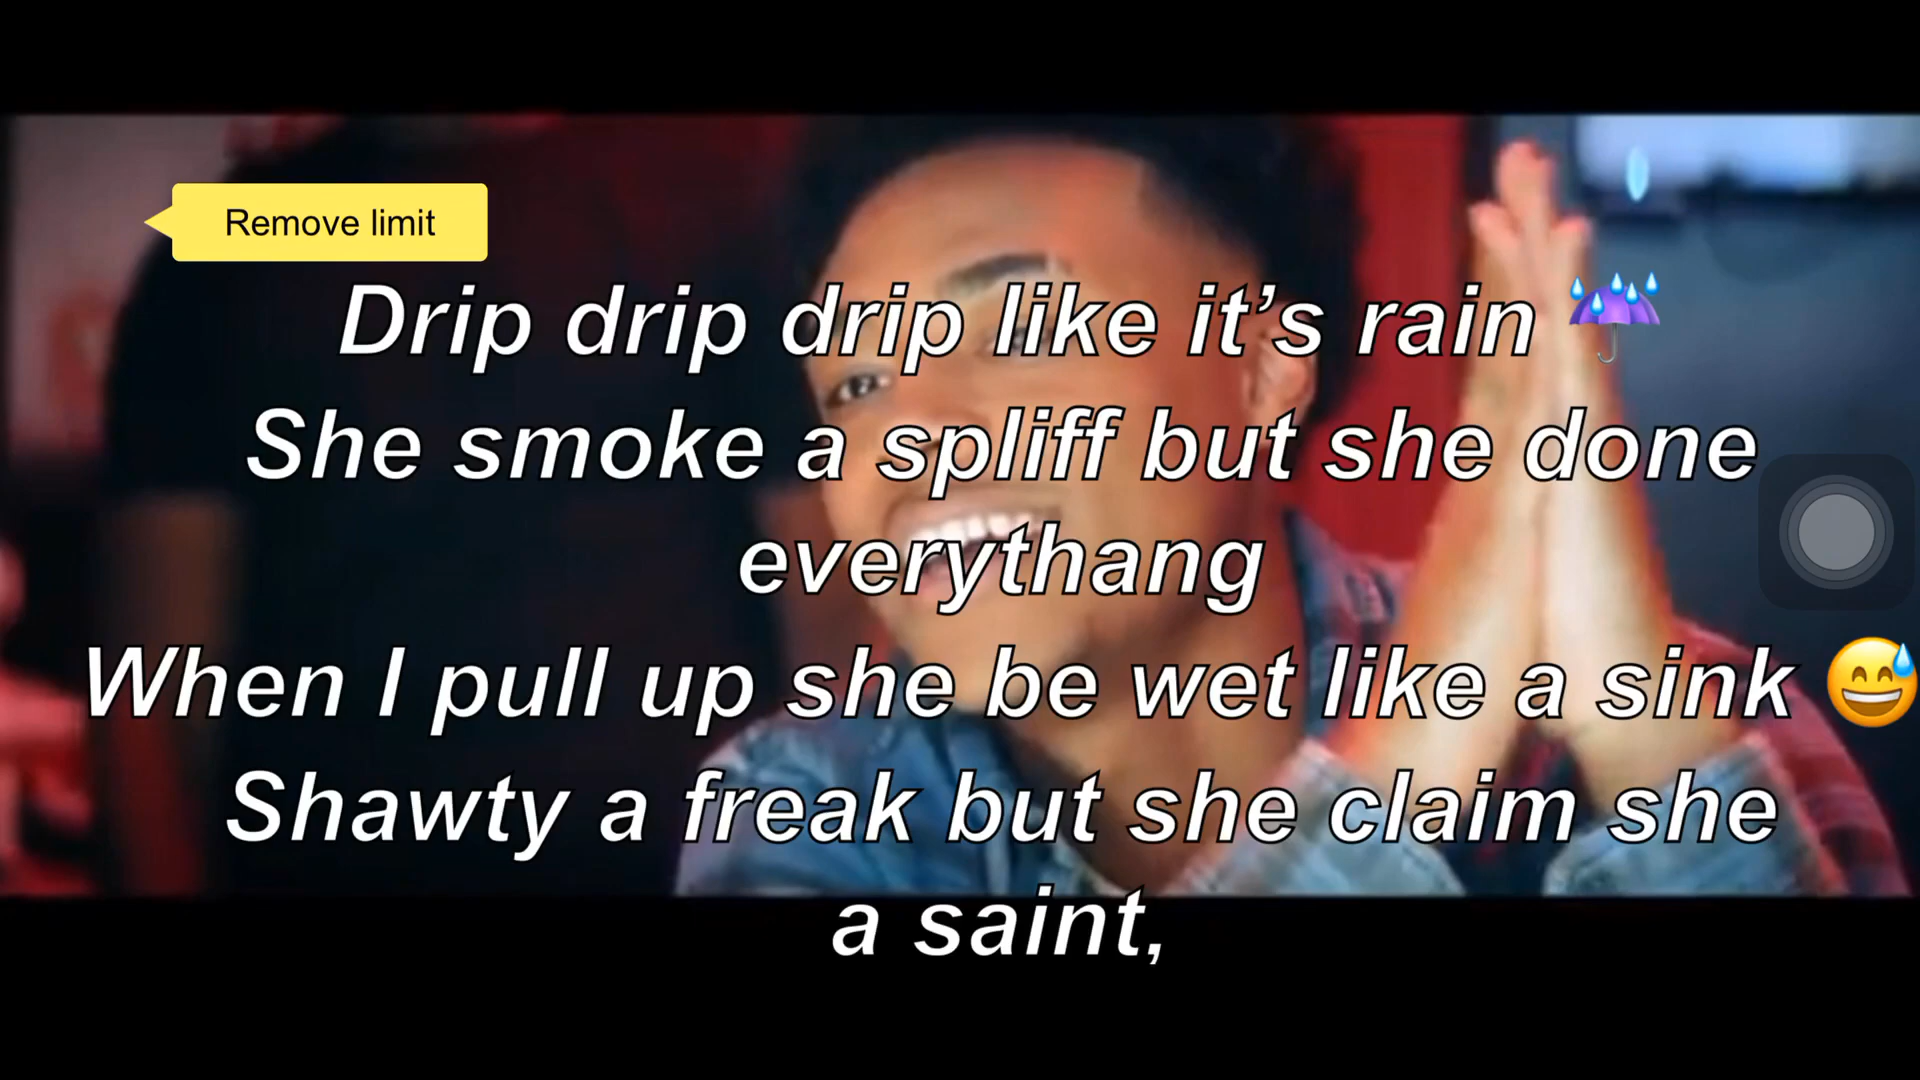 Remove limit
Drip drip drip like it’s rain ☔
She smoke a spliff but she done
everythang
When I pull up she be wet like a sink 😅
Shawty a freak but she claim she
a saint,